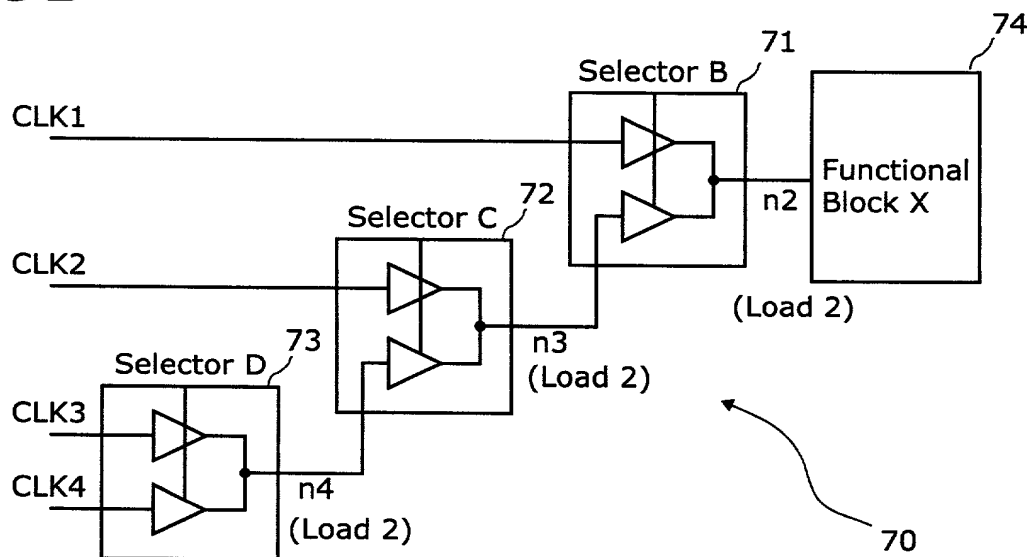 71
74
Selector B
CLK1
Functional
Block X
n2
72
Selector C
CLK2
(Load 2)
n3
(Load 2)
73
Selector D
CLK3
CLK4
n4
(Load 2)
70